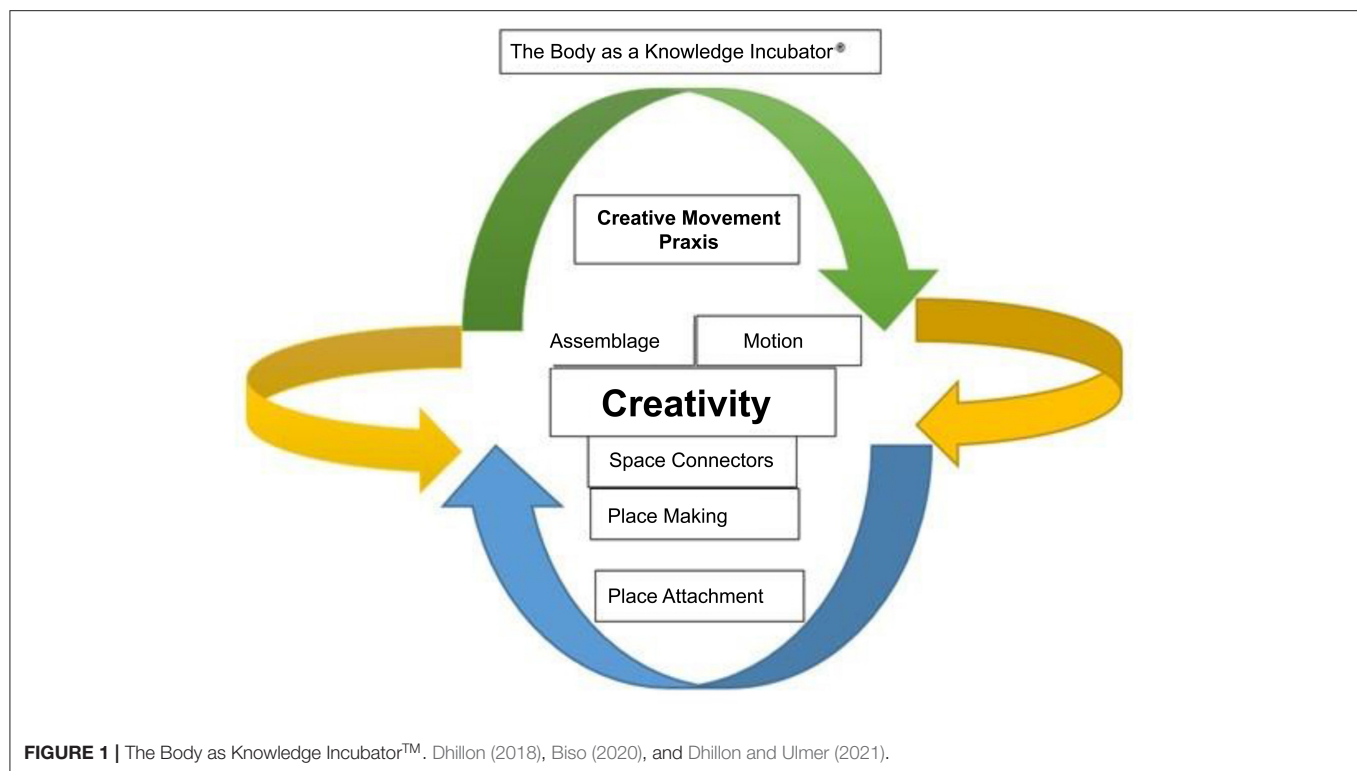 The Body as a Knowledge Incubator®
Creative Movement
Praxis
Assemblage
Motion
Creativity
Space Connectors
Place Making
Place Attachment
FIGURE 1 | The Body as Knowledge Incubator™. Dhillon (2018), Biso (2020), and Dhillon and Ulmer (2021).